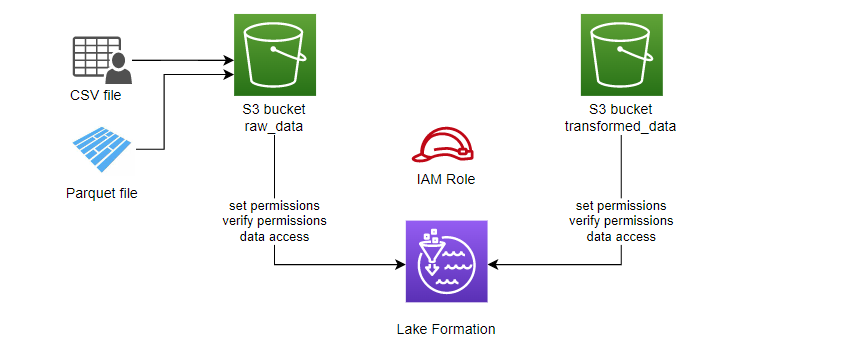 CSV file
Parquet file
S3 bucket
raw_data
set permissions
verify permissions
data access
IAM Role
Lake Formation
S3 bucket
transformed_data
set permissions
verify permissions
data access